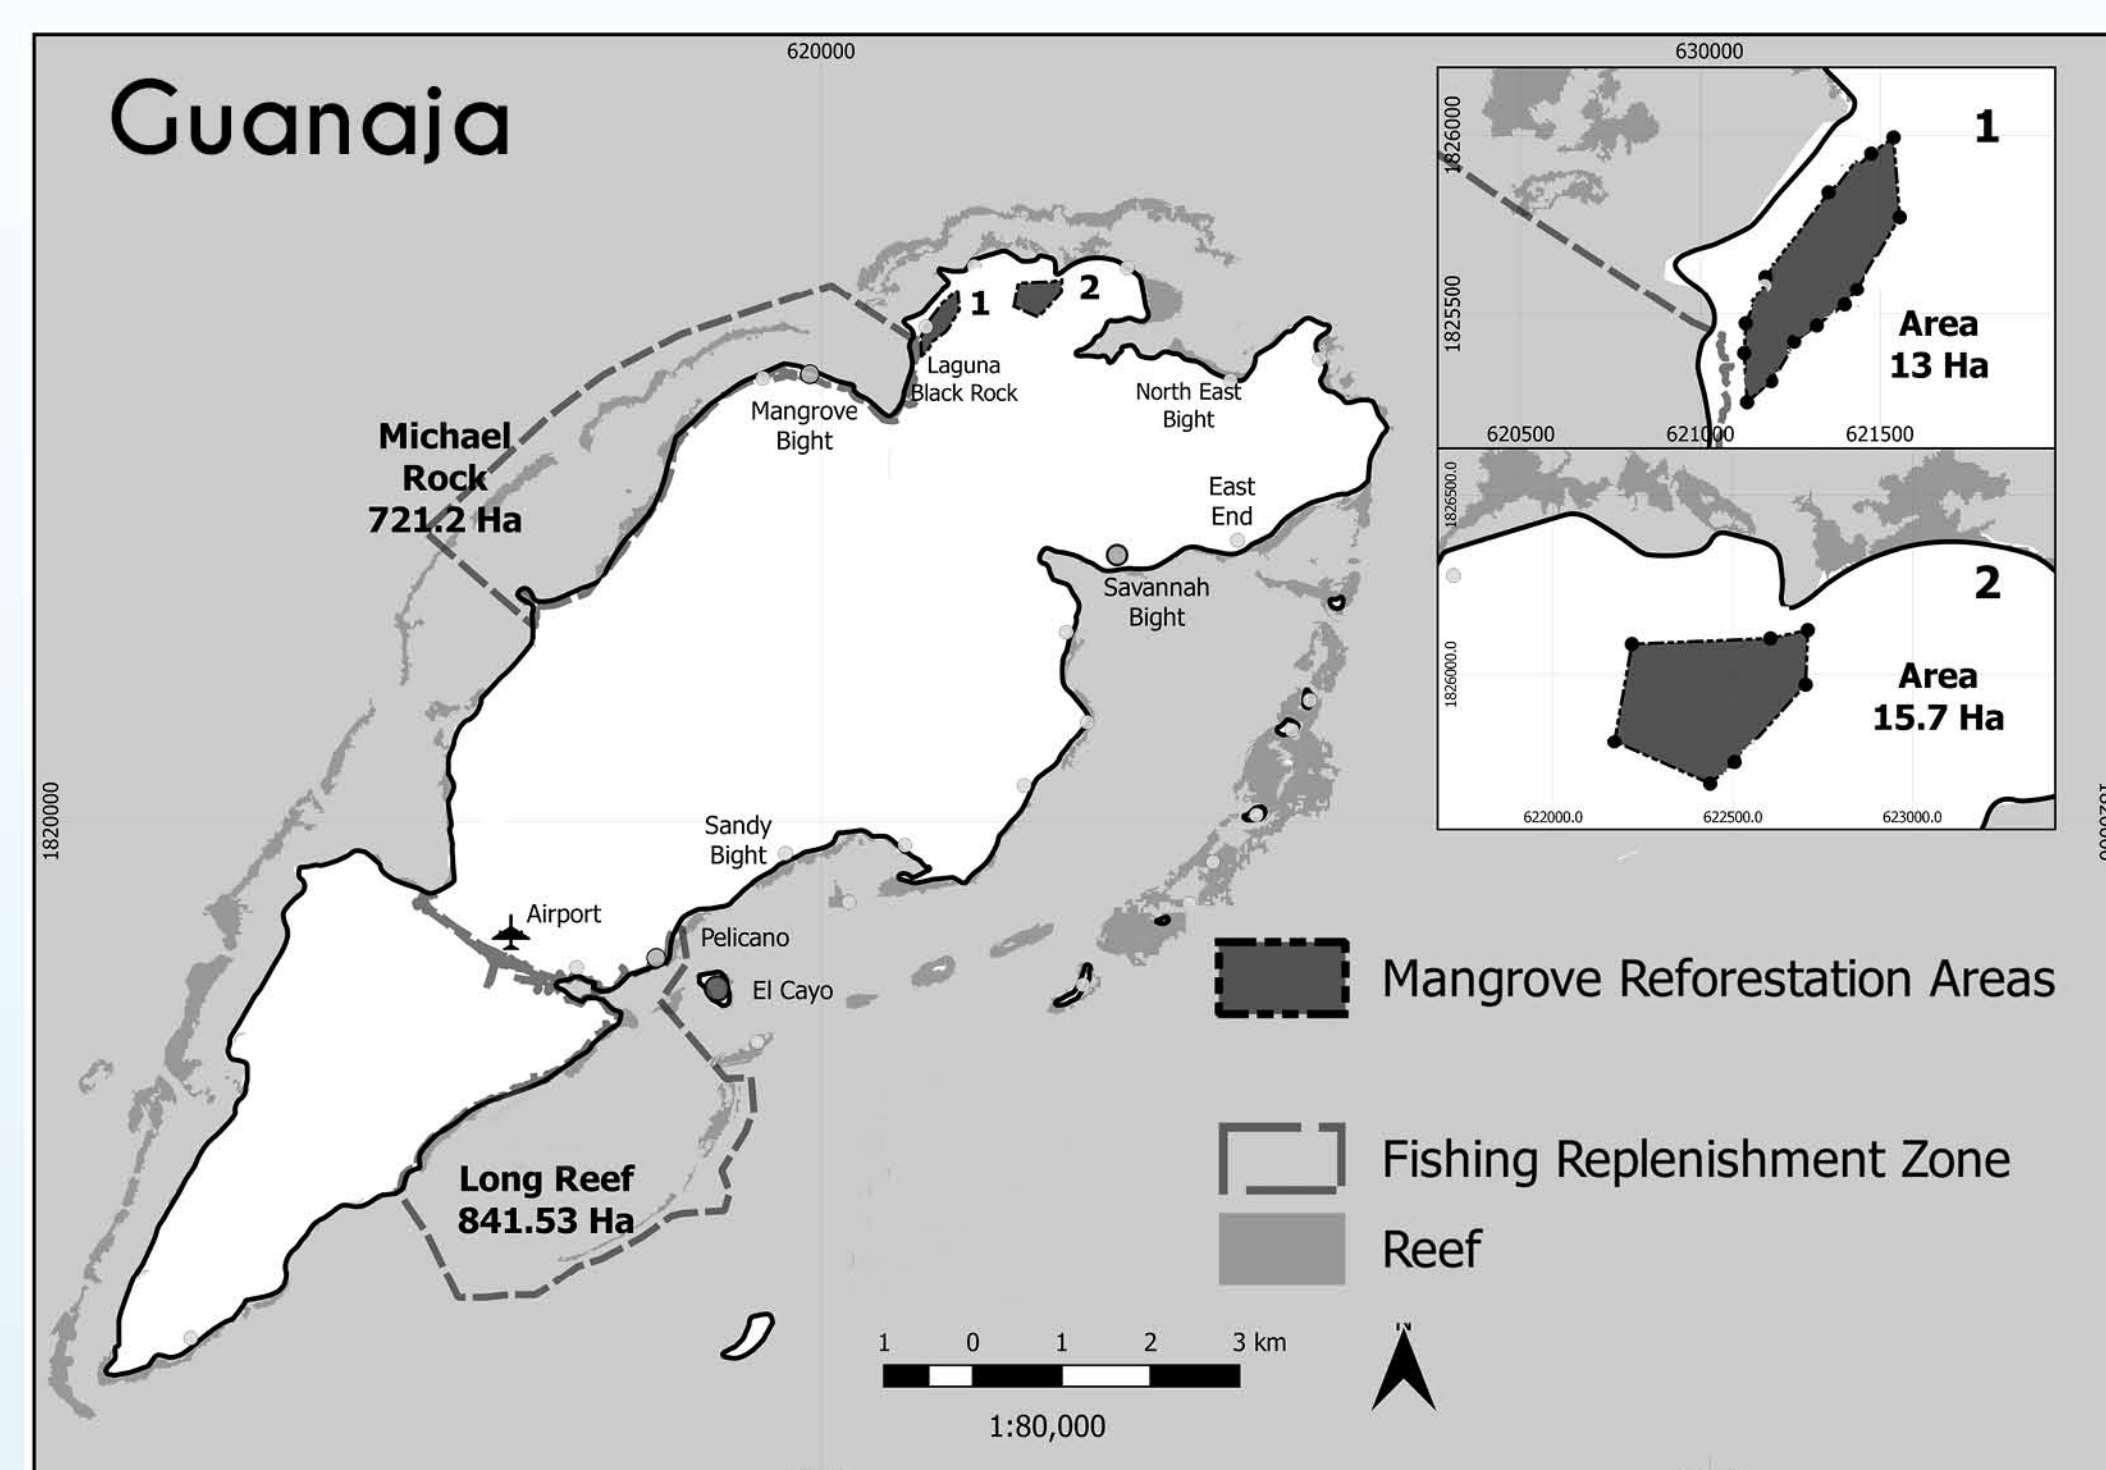 620000
630000
Guanaja
1
1826000
1825500
Area
13 Ha
620500
621000
621500
1826500.0
2
1826000.0
Area
15.7 Ha
622000.0
622500.0
623000.0
1
2
Laguna
Black Rock
Mangrove
Bight
North East
Bight
Michael
Rock
721.2 Ha
East
End
Savannah
Bight
1820000
Sandy
Bight
Airport
Pelicano
El Cayo
Mangrove Reforestation Areas
Fishing Replenishment Zone
Long Reef
841.53 Ha
Reef
1 0 1 2 3 km
1:80,000